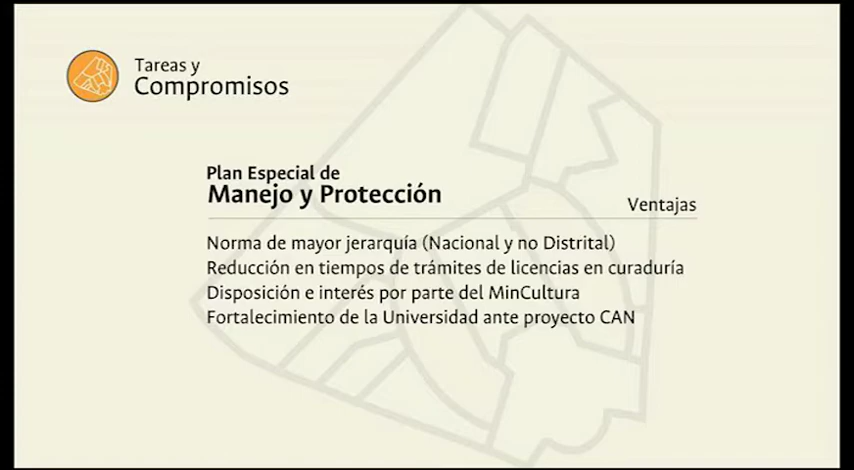 Tareas y
Compromisos
Plan Especial de
Manejo y Protección
Ventajas
Norma de mayor jerarquía (Nacional y no Distrital)
Reducción en tiempos de trámites de licencias en curaduría
Disposición e interés por parte del MinCultura
Fortalecimiento de la Universidad ante proyecto CAN